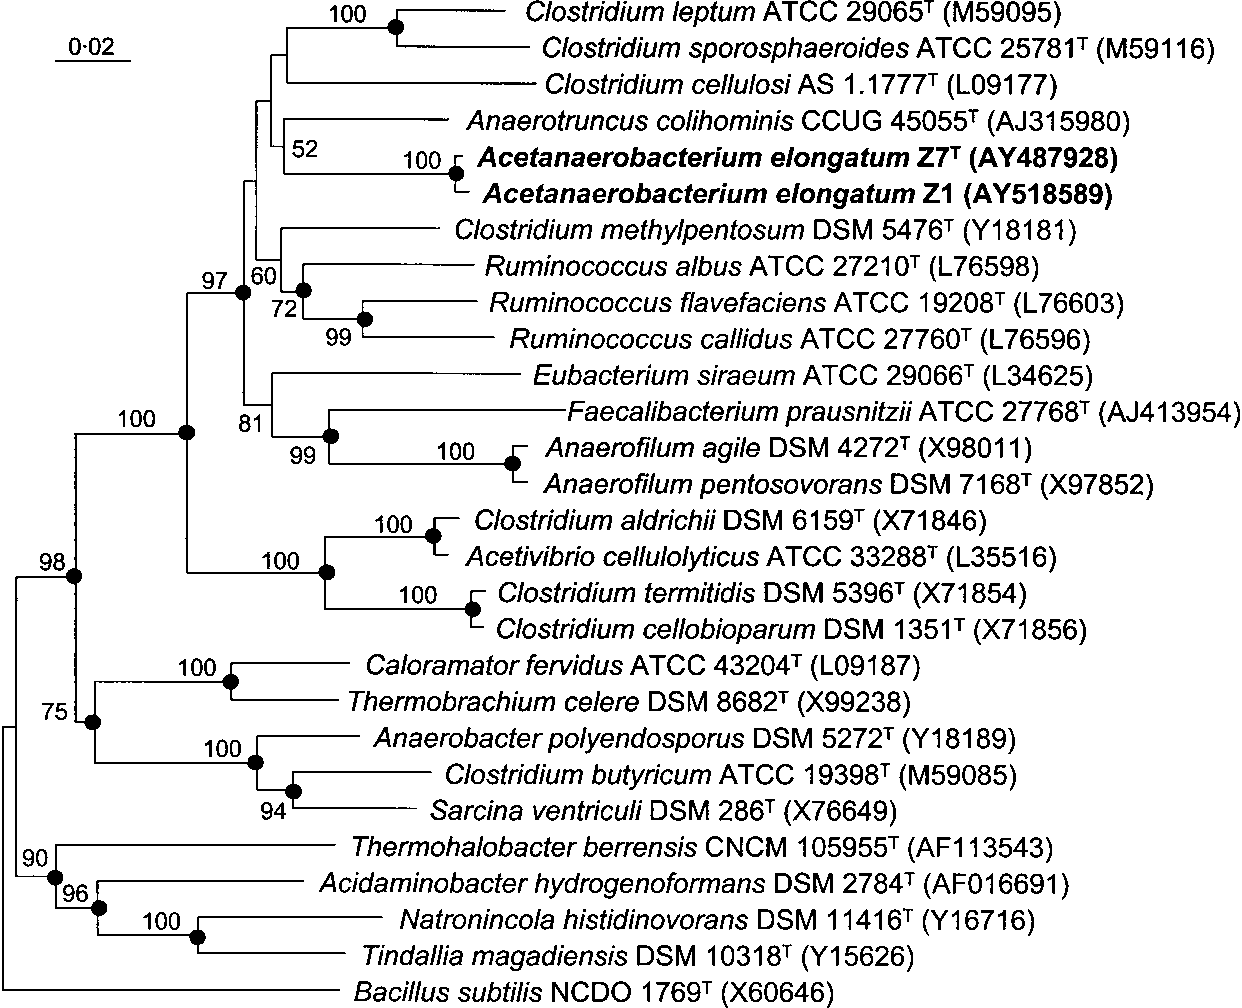 100
Clostridium leptum ATCC 29065ᵀ (M59095)
0·02
Clostridium sporosphaeroides ATCC 25781ᵀ (M59116)
Clostridium cellulosi AS 1.1777ᵀ (L09177)
Anaerotruncus colihominis CCUG 45055ᵀ (AJ315980)
52
100
Acetanaerobacterium elongatum Z7ᵀ (AY487928)
Acetanaerobacterium elongatum Z1 (AY518589)
Clostridium methylpentosum DSM 5476ᵀ (Y18181)
97
60
Ruminococcus albus ATCC 27210ᵀ (L76598)
72
Ruminococcus flavefaciens ATCC 19208ᵀ (L76603)
99
Ruminococcus callidus ATCC 27760ᵀ (L76596)
Eubacterium siraeum ATCC 29066ᵀ (L34625)
100
81
Faecalibacterium prausnitzii ATCC 27768ᵀ (AJ413954)
99
100
Anaerofilum agile DSM 4272ᵀ (X98011)
Anaerofilum pentosovorans DSM 7168ᵀ (X97852)
100
Clostridium aldrichii DSM 6159ᵀ (X71846)
98
100
Acetivibrio cellulolyticus ATCC 33288ᵀ (L35516)
100
Clostridium termitidis DSM 5396ᵀ (X71854)
Clostridium cellobioparum DSM 1351ᵀ (X71856)
100
Caloramator fervidus ATCC 43204ᵀ (L09187)
75
Thermobrachium celere DSM 8682ᵀ (X99238)
100
Anaerobacter polyendosporus DSM 5272ᵀ (Y18189)
Clostridium butyricum ATCC 19398ᵀ (M59085)
94
Sarcina ventriculi DSM 286ᵀ (X76649)
90
Thermohalobacter berrensis CNCM 105955ᵀ (AF113543)
96
Acidaminobacter hydrogenoformans DSM 2784ᵀ (AF016691)
100
Natronincola histidinovorans DSM 11416ᵀ (Y16716)
Tindallia magadiensis DSM 10318ᵀ (Y15626)
Bacillus subtilis NCDO 1769ᵀ (X60646)